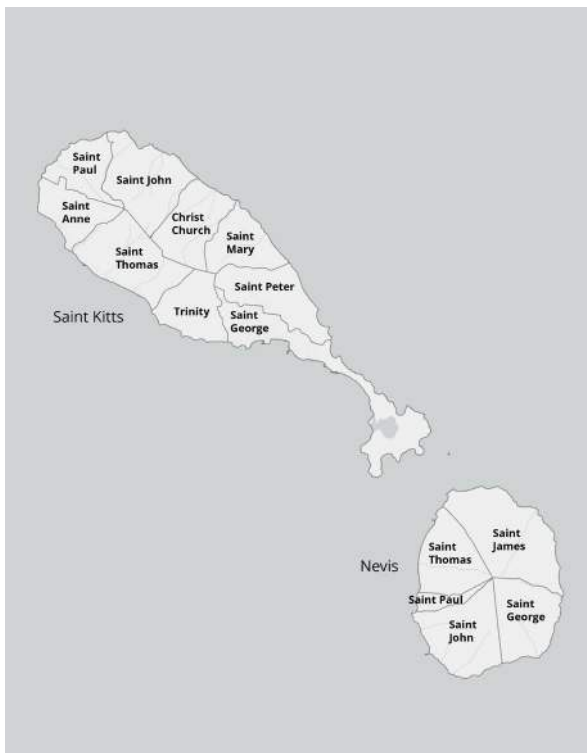 Saint
Paul
Saint John
Saint
Anne
Christ
Church
Saint
Mary
Saint
Thomas
Saint Peter
Trinity
Saint
George
Saint Kitts
Saint
James
Saint
Thomas
Nevis
Saint Paul
Saint
George
Saint
John